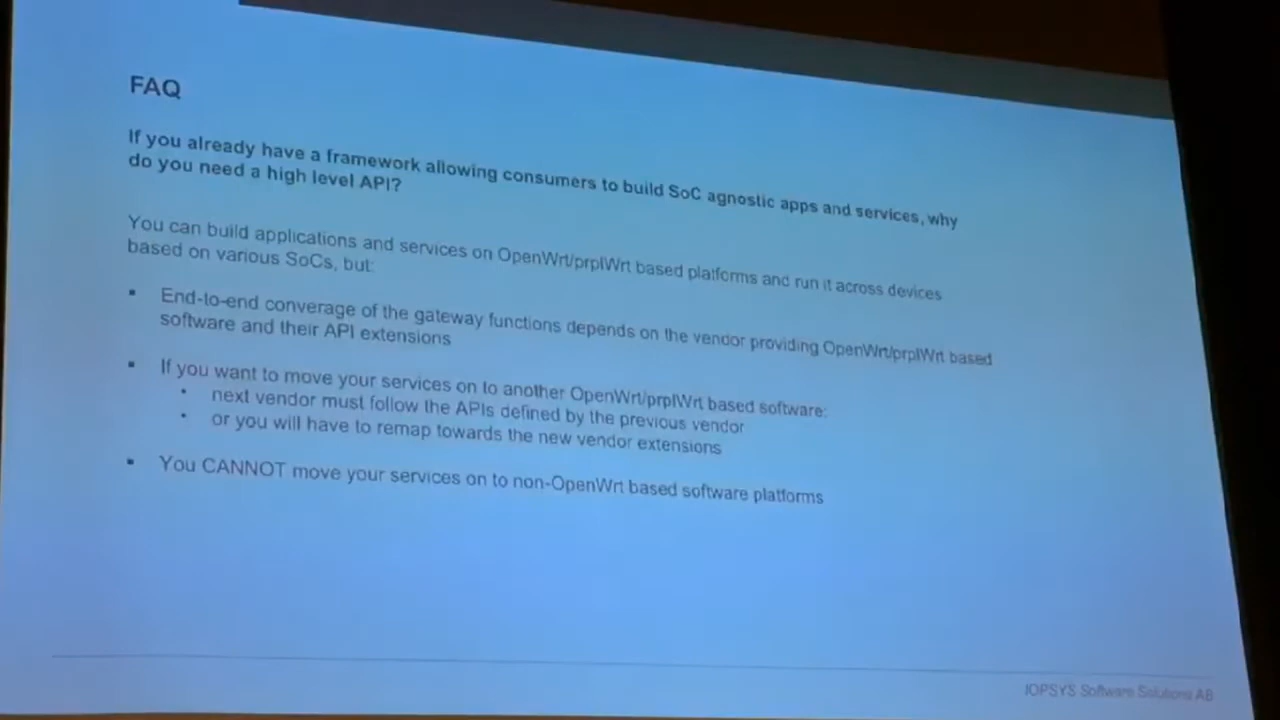 FAQ
If you already have a framework allowing consumers to build SoC agnostic apps and services, why
do you need a high level API?
You can build applications and services on OpenWrt/prplWrt based platforms and run it across devices
based on various SoCs, but:
▪ End-to-end converage of the gateway functions depends on the vendor providing OpenWrt/prplWrt based
software and their API extensions
▪ If you want to move your services on to another OpenWrt/prplWrt based software:
• next vendor must follow the APIs defined by the previous vendor
• or you will have to remap towards the new vendor extensions
▪ You CANNOT move your services on to non-OpenWrt based software platforms
IOPSYS Software Solutions AB